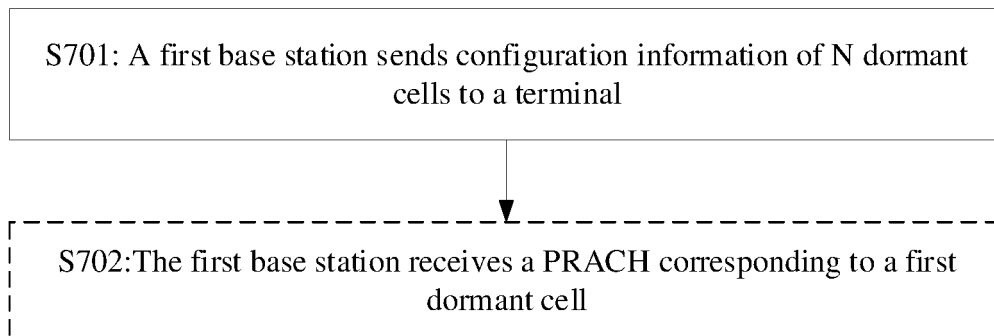 S701: A first base station sends configuration information of N dormant
cells to a terminal
S702:The first base station receives a PRACH corresponding to a first
dormant cell